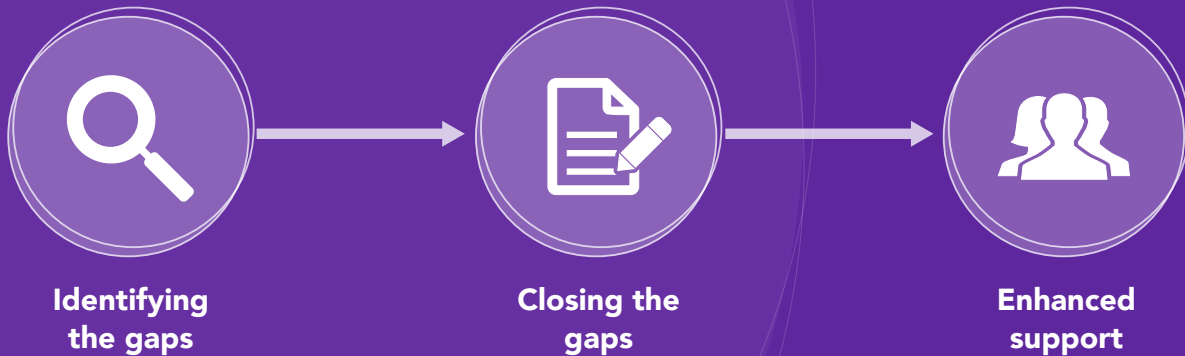 Identifying
the gaps
Closing the
gaps
Enhanced
support